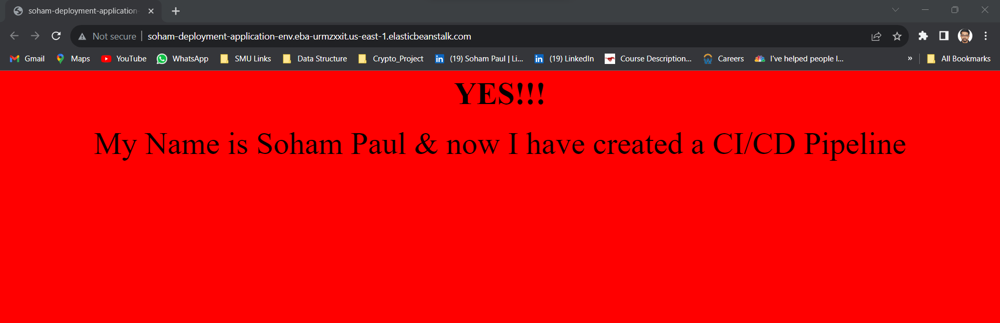 soham-deployment-application-
Not secure
soham-deployment-application-env.eba-urmzxxit.us-east-1.elasticbeanstalk.com
Gmail Maps YouTube WhatsApp SMU Links Data Structure Crypto_Project (19) Soham Paul | Li... (19) LinkedIn Course Description... Careers I've helped people I... » All Bookmarks
YES!!!
My Name is Soham Paul & now I have created a CI/CD Pipeline